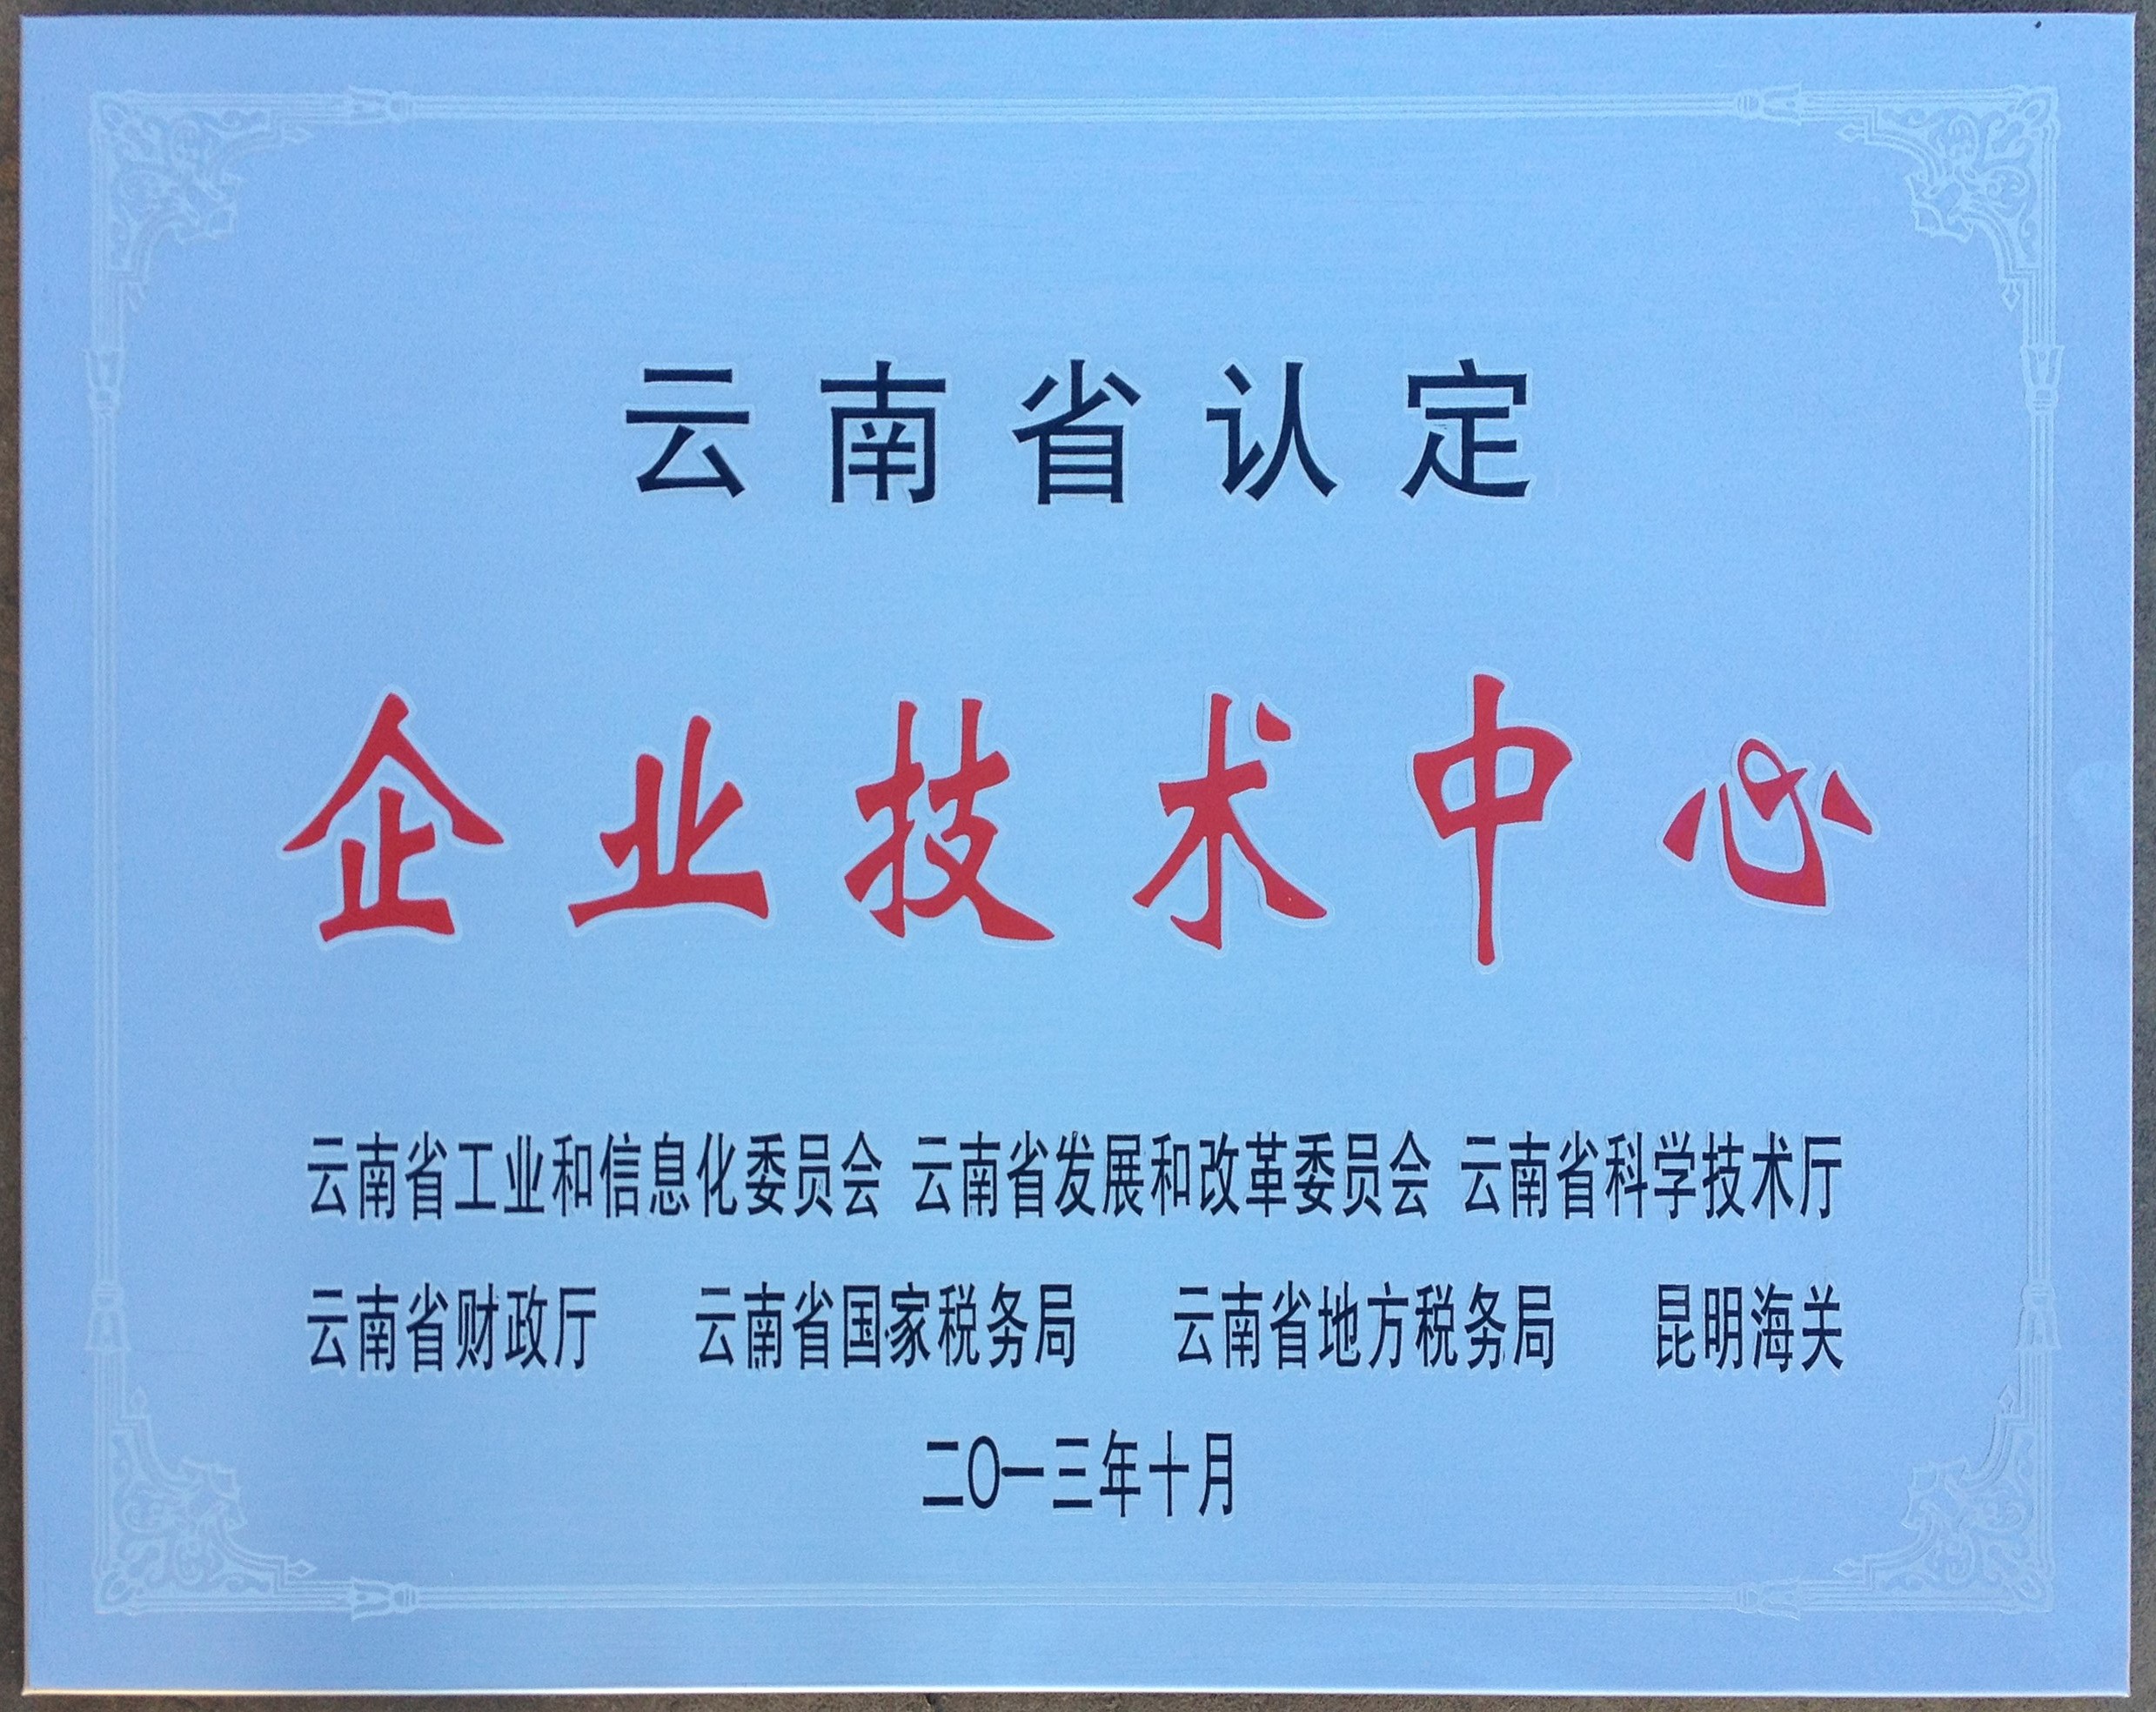 云南省认定
企业技术中心
云南省工业和信息化委员会 云南省发展和改革委员会 云南省科学技术厅
云南省财政厅 云南省国家税务局 云南省地方税务局 昆明海关
二〇一三年十月